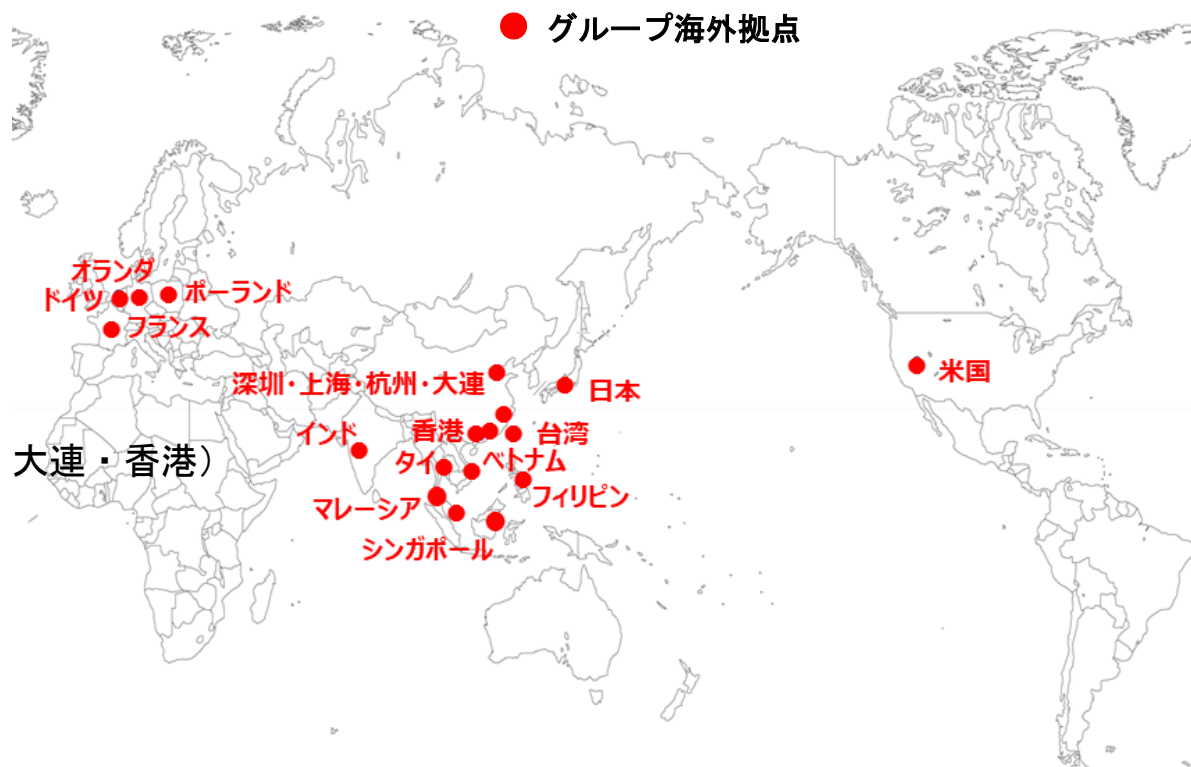 グループ海外拠点
オランダ
ドイツ
ポーランド
フランス
深圳・上海・杭州・大連
日本
米国
インド
香港
台湾
大連・香港）
タイ
ベトナム
マレーシア
フィリピン
シンガポール